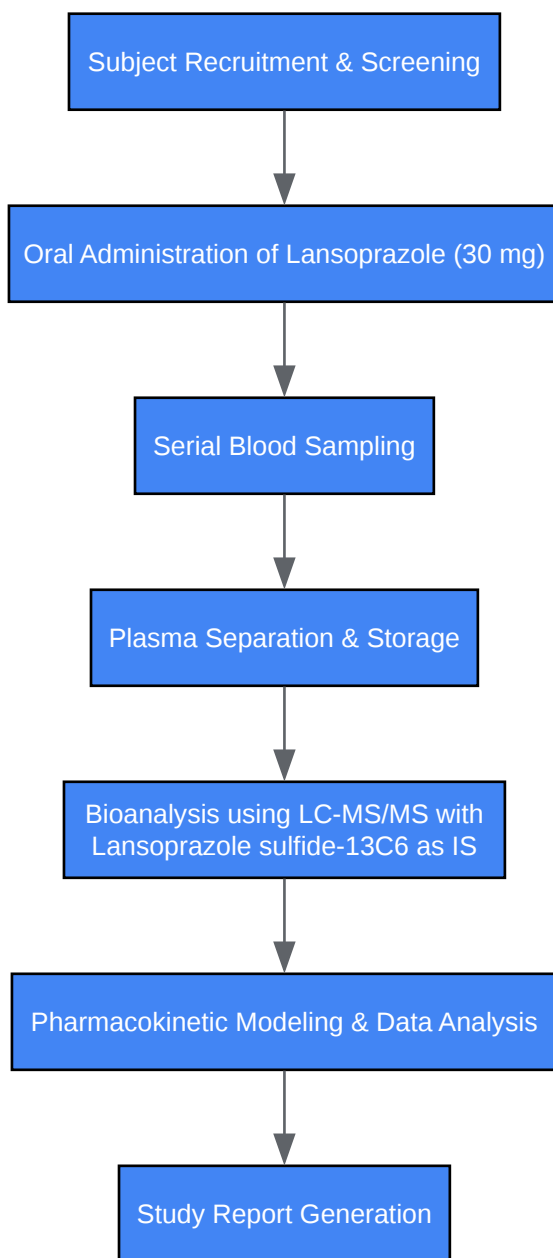 Subject Recruitment & Screening
Oral Administration of Lansoprazole (30 mg)
Serial Blood Sampling
Plasma Separation & Storage
Bioanalysis using LC-MS/MS with
Lansoprazole sulfide-13C6 as IS
Pharmacokinetic Modeling & Data Analysis
Study Report Generation